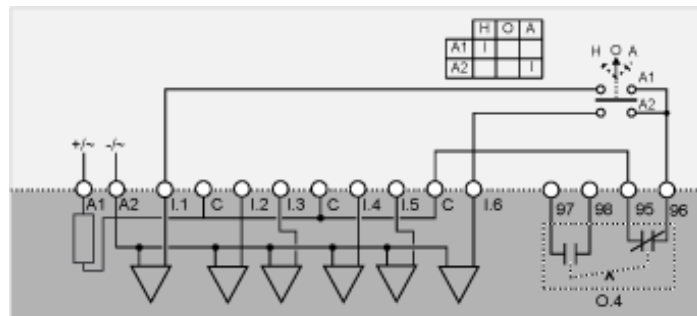 H O A
A1 I
A2 I
H O A
A1
A2
+/~ -/~
A1 A2 I.1 C I.2 I.3 C I.4 I.5 C I.6 97 98 95 96
O.4